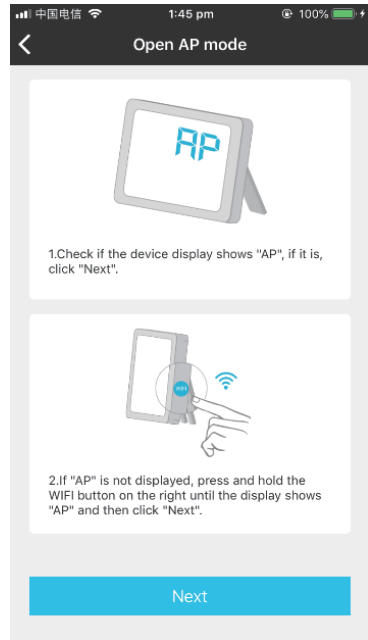 中国电信 1:45 pm 100%
Open AP mode
AP
1.Check if the device display shows "AP", if it is,
click "Next".
WIFI
2.If "AP" is not displayed, press and hold the
WIFI button on the right until the display shows
"AP" and then click "Next".
Next